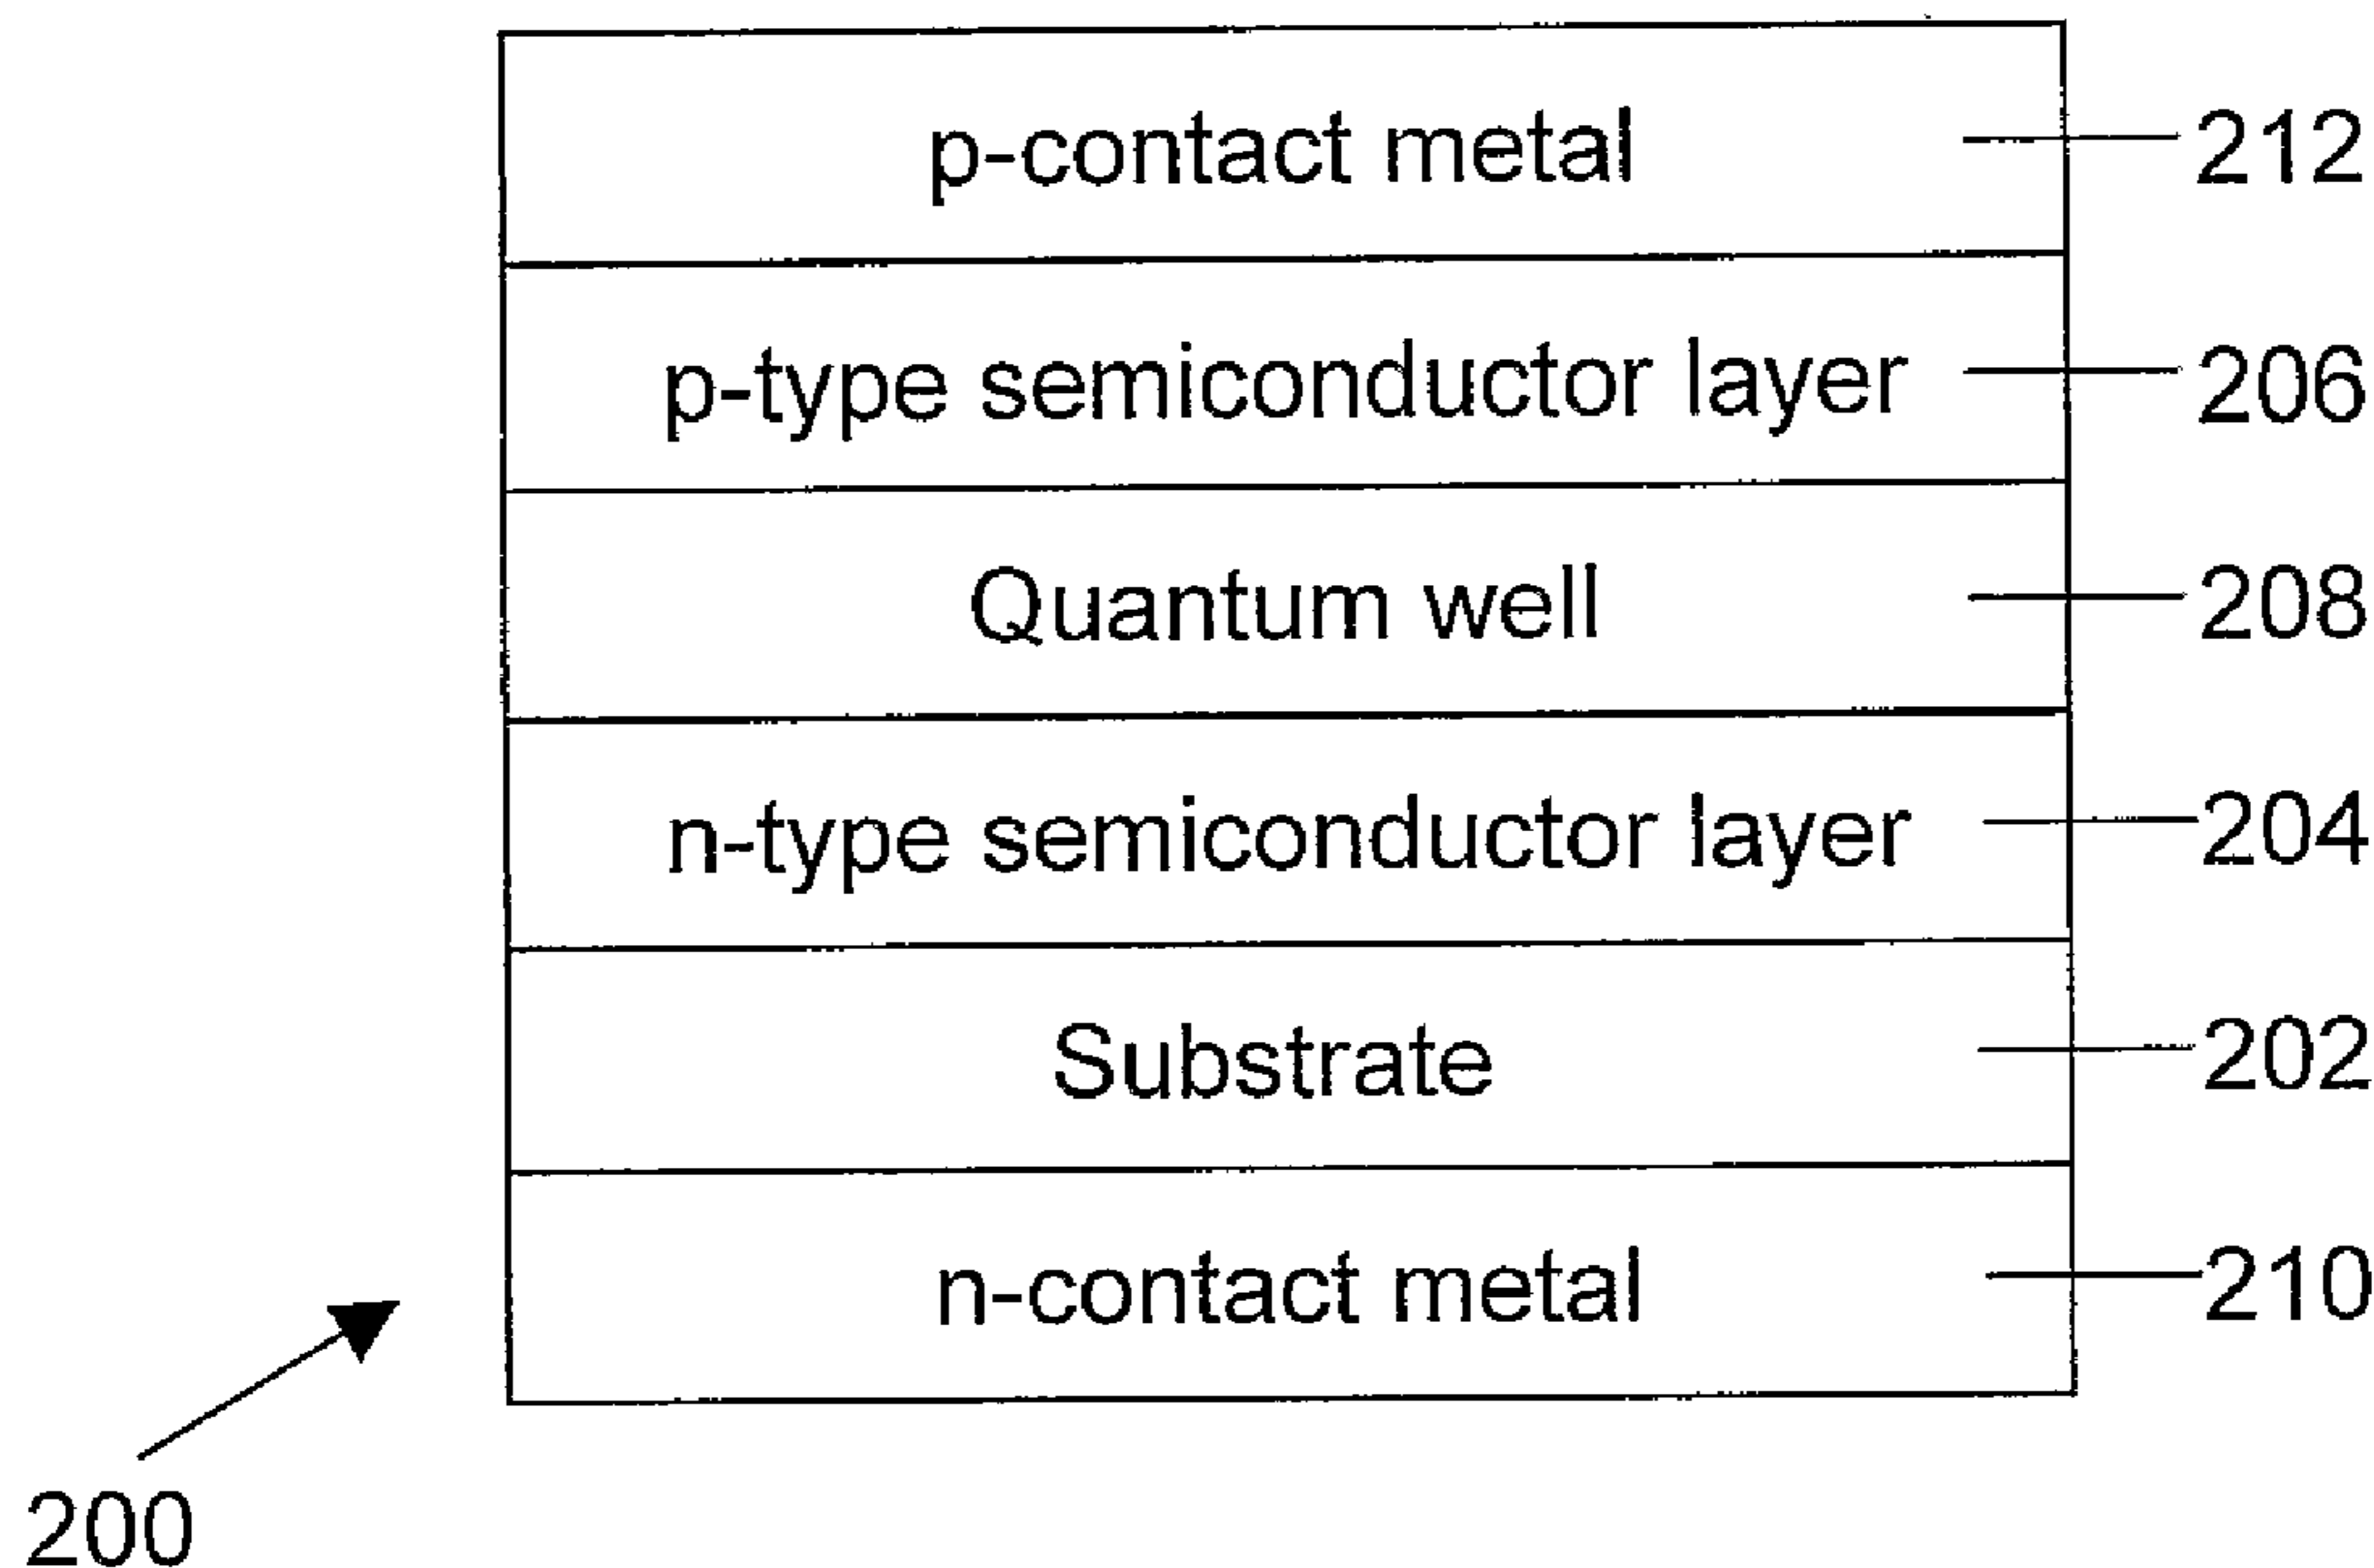 p-contact metal 212
p-type semiconductor layer 206
Quantum well 208
n-type semiconductor layer 204
Substrate 202
n-contact metal 210
200